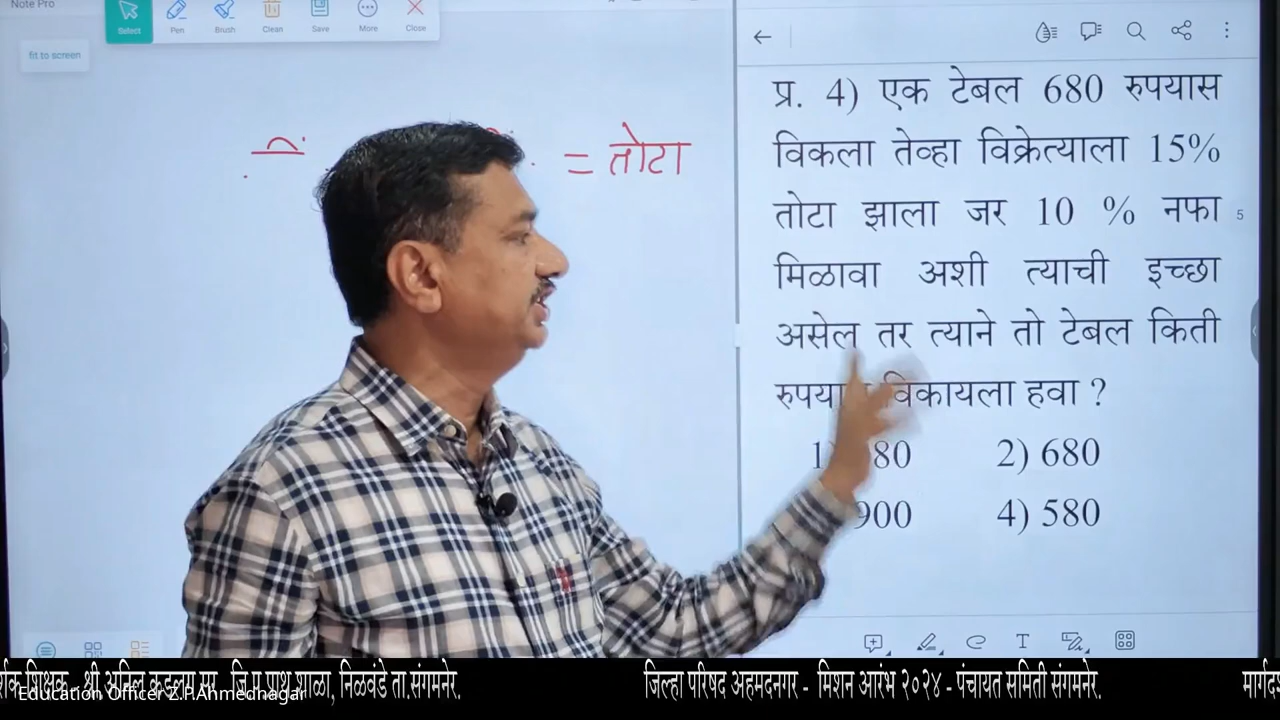 Note Pro
Select Pen Brush Clean Save More Close
fit to screen
= तोटा
प्र. 4) एक टेबल 680 रुपयास
विकला तेव्हा विक्रेत्याला 15%
तोटा झाला जर 10 % नफा
5
मिळावा अशी त्याची इच्छा
असेल तर त्याने तो टेबल किती
विकायला हवा ?
80 2) 680
900 4) 580
T
जिल्हा परिषद अहमदनगर - मिशन आरंभ २०२४ - पंचायत समिती संगमनेर.
निळवंडे ता.संगमनेर.
Education Officer Z.P.Ahmednagar